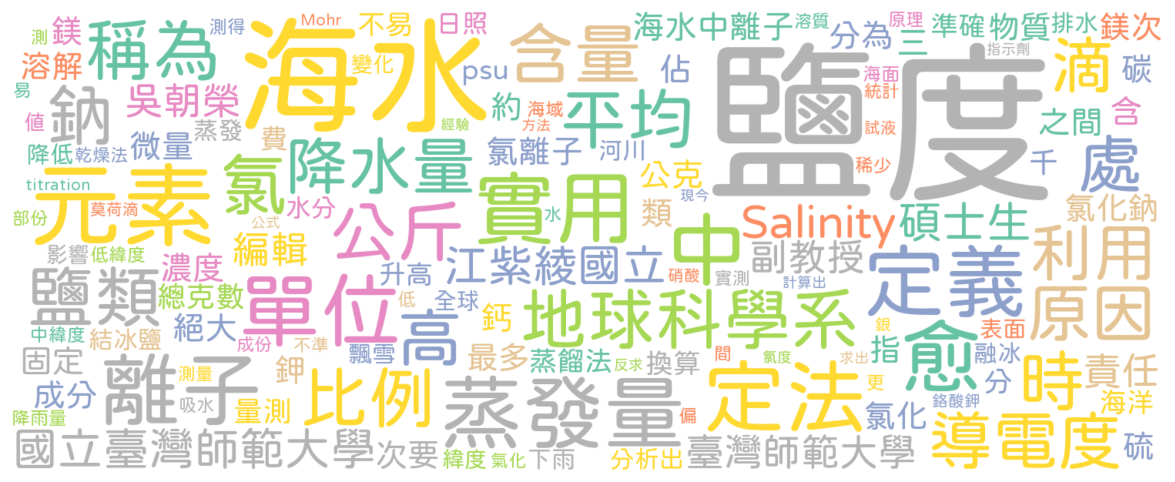 海水
鹽度
稱為
含量
海水中離子
溶質
原理
分為
三
準確
物質
排水
鎂次
鎂
測
測得
Mohr
不易
日照
變化
溶解
鈉
吳朝榮
psu
佔
海面
統計
指示劑
滴
碳
易
值
蒸發
費
經驗
約
海域
方法
平均
試液
之間
含
降低
乾燥法
微量
氯
降水量
氯離子
河川
公克
稀少
千
處
titration
元素
水分
公斤
實用
水
類
現今
Salinity
碩士生
氯化鈉
部份
莫荷滴
公式
影響
低緯度
編輯
中
副教授
定義
利用
濃度
升高
江紫綾國立
硝酸
實測
計算出
鹽類
總克數
單位
低
全球
鈣
地球科學系
原因
中緯度
結冰鹽
絕大
成份
不準
飄雪
高
最多
蒸餾法
反求
換算
間
氯度
求出
銀
指
表面
融冰
愈
固定
離子
測量
鉀
比例
蒸發量
定法
更
分
時
責任
成分
吸水
量測
偏
氯化
鉻酸鉀
海洋
降雨量
國立臺灣師範大學
次要
緯度
氣化
下雨
分析出
臺灣師範大學
導電度
硫